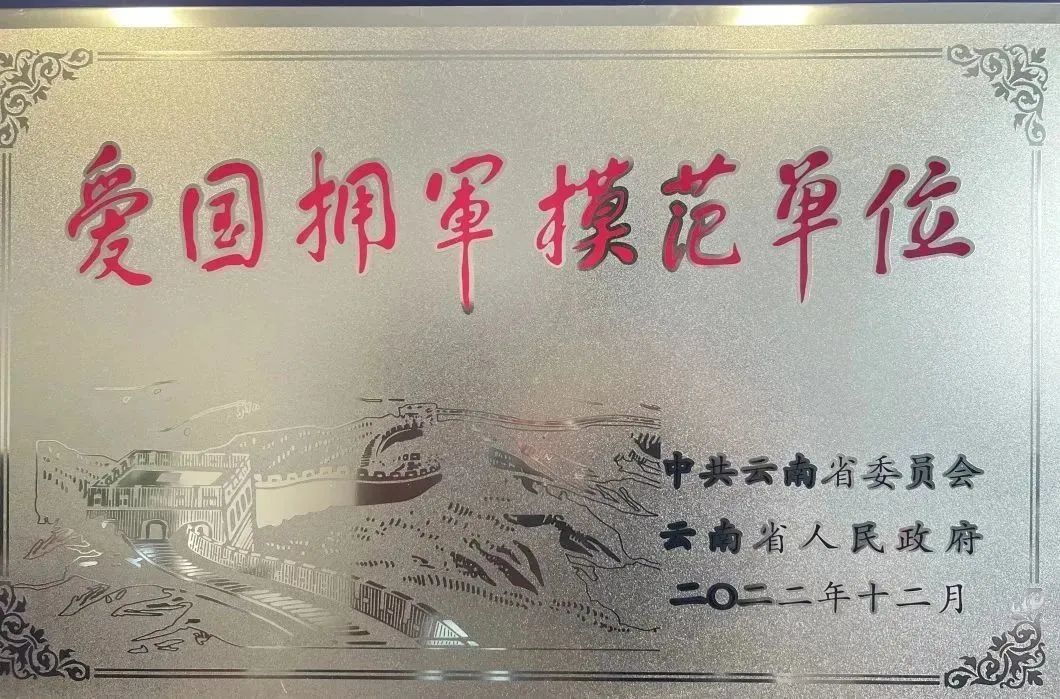 爱国拥軍模范单位
中共云南省委员会
云南省人民政府
二〇二二年十二月